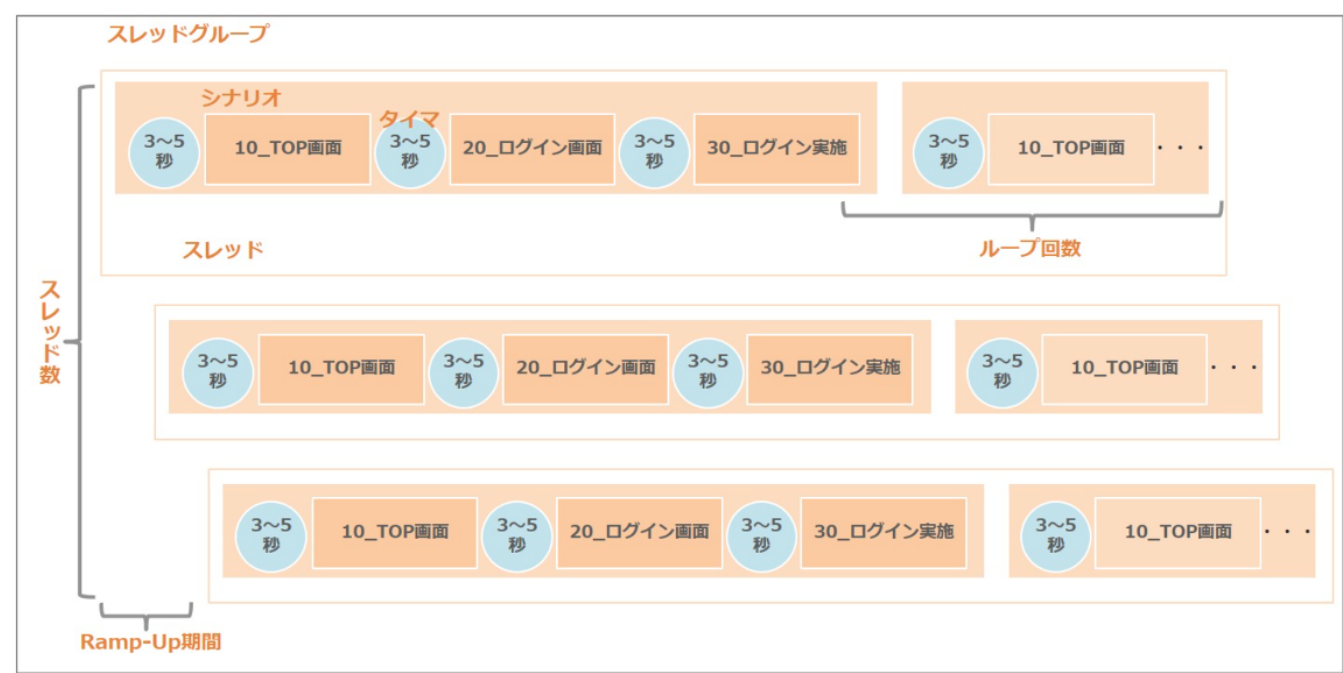 スレッドグループ
シナリオ
タイマ
3～5
秒
10_TOP画面
3～5
秒
20_ログイン画面
3～5
秒
30_ログイン実施
3～5
秒
10_TOP画面
・・・
スレッド
ループ回数
スレッド数
3～5
秒
10_TOP画面
3～5
秒
20_ログイン画面
3～5
秒
30_ログイン実施
3～5
秒
10_TOP画面
・・・
3～5
秒
10_TOP画面
3～5
秒
20_ログイン画面
3～5
秒
30_ログイン実施
3～5
秒
10_TOP画面
・・・
Ramp-Up期間